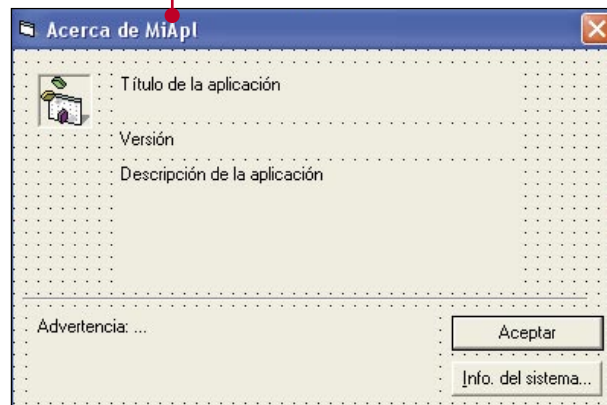 Acerca de MiApl
Título de la aplicación
Versión
Descripción de la aplicación
Advertencia: ...
Aceptar
Info. del sistema...